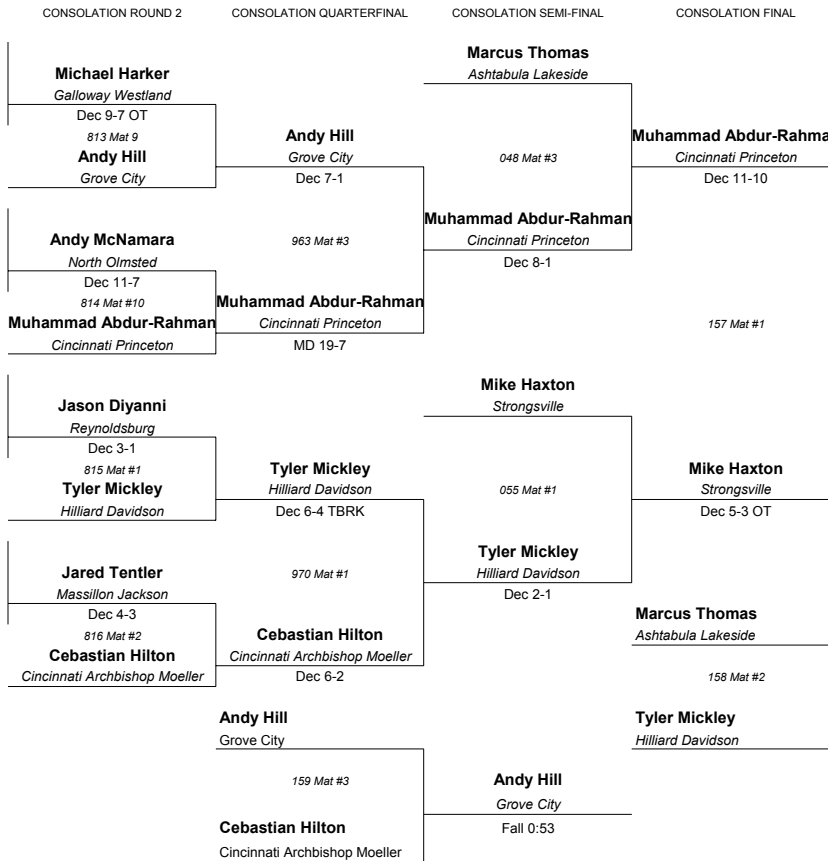 CONSOLATION ROUND 2
CONSOLATION QUARTERFINAL
CONSOLATION SEMI-FINAL
CONSOLATION FINAL
Michael Harker
Galloway Westland
Dec 9-7 OT
813 Mat 9
Andy Hill
Grove City
Andy McNamara
North Olmsted
Dec 11-7
814 Mat #10
Muhammad Abdur-Rahman
Cincinnati Princeton
Jason Diyanni
Reynoldsburg
Dec 3-1
815 Mat #1
Tyler Mickley
Hilliard Davidson
Jared Tentler
Massillon Jackson
Dec 4-3
816 Mat #2
Cebastian Hilton
Cincinnati Archbishop Moeller
Andy Hill
Grove City
Dec 7-1
963 Mat #3
Muhammad Abdur-Rahman
Cincinnati Princeton
MD 19-7
Tyler Mickley
Hilliard Davidson
Dec 6-4 TBRK
970 Mat #1
Cebastian Hilton
Cincinnati Archbishop Moeller
Dec 6-2
Andy Hill
Grove City
159 Mat #3
Cebastian Hilton
Cincinnati Archbishop Moeller
Marcus Thomas
Ashtabula Lakeside
048 Mat #3
Muhammad Abdur-Rahman
Cincinnati Princeton
Dec 8-1
Mike Haxton
Strongsville
055 Mat #1
Tyler Mickley
Hilliard Davidson
Dec 2-1
Andy Hill
Grove City
Fall 0:53
Muhammad Abdur-Rahma
Cincinnati Princeton
Dec 11-10
157 Mat #1
Mike Haxton
Strongsville
Dec 5-3 OT
Marcus Thomas
Ashtabula Lakeside
158 Mat #2
Tyler Mickley
Hilliard Davidson